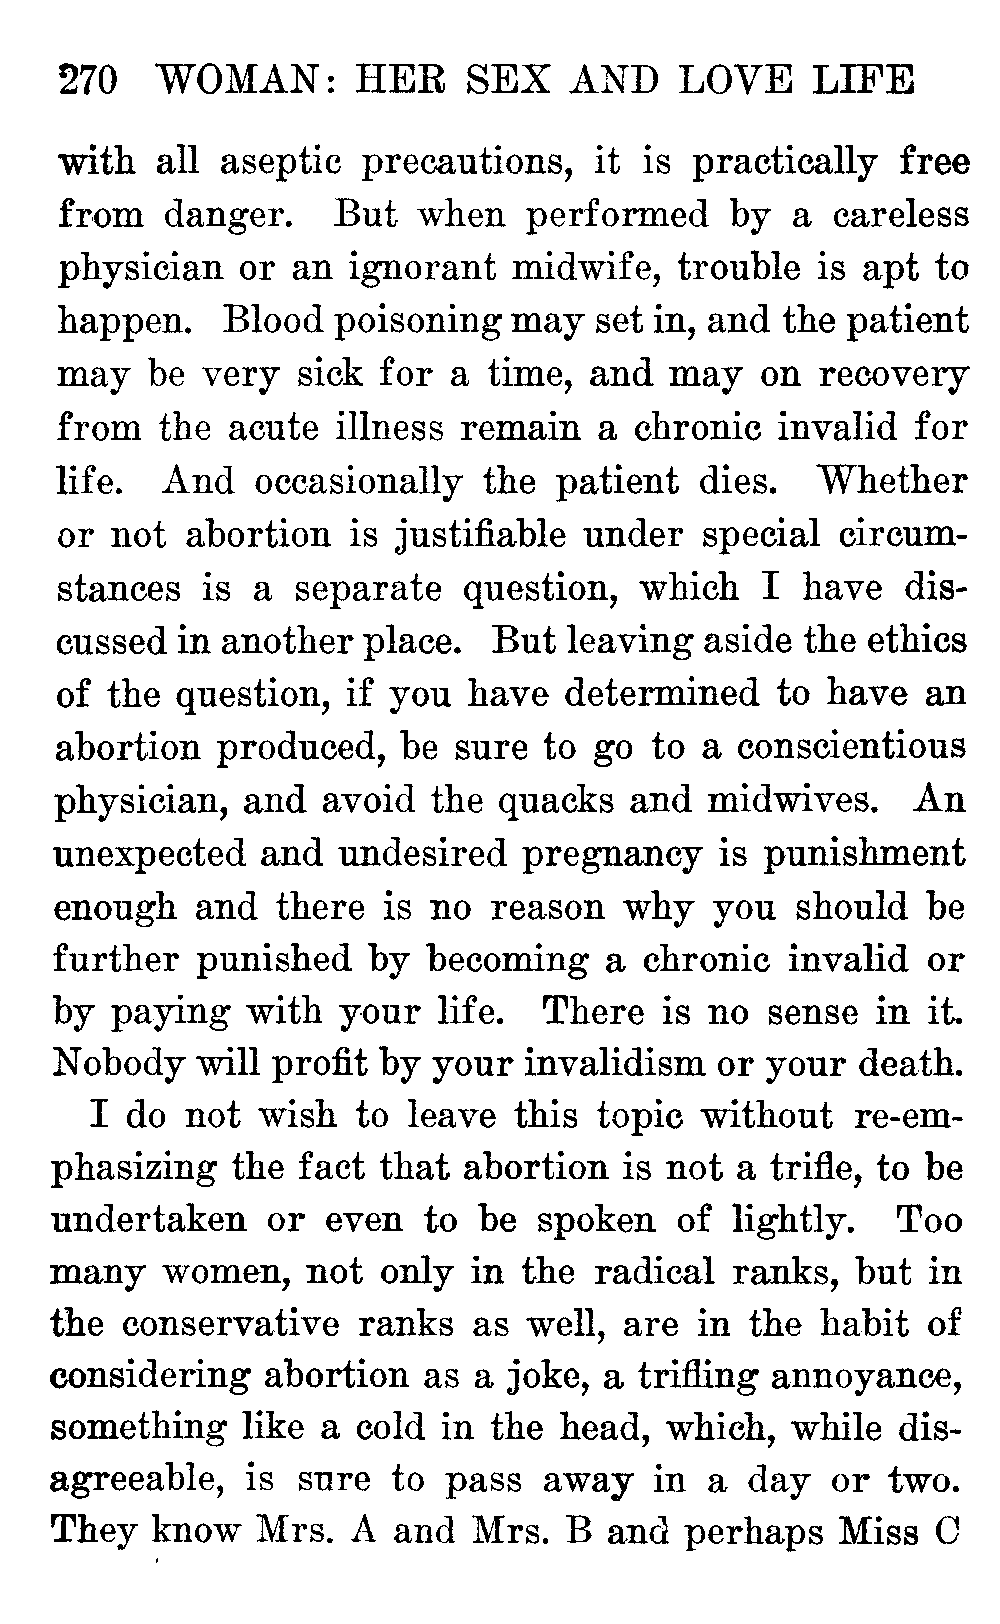 270 WOMAN: HER SEX AND LOVE LIFE
with all aseptic precautions, it is practically free
from danger. But when performed by a careless
physician or an ignorant midwife, trouble is apt to
happen. Blood poisoning may set in, and the patient
may be very sick for a time, and may on recovery
from the acute illness remain a chronic invalid for
life. And occasionally the patient dies. Whether
or not abortion is justifiable under special circum-
stances is a separate question, which I have dis-
cussed in another place. But leaving aside the ethics
of the question, if you have determined to have an
abortion produced, be sure to go to a conscientious
physician, and avoid the quacks and midwives. An
unexpected and undesired pregnancy is punishment
enough and there is no reason why you should be
further punished by becoming a chronic invalid or
by paying with your life. There is no sense in it.
Nobody will profit by your invalidism or your death.
I do not wish to leave this topic without re-em-
phasizing the fact that abortion is not a trifle, to be
undertaken or even to be spoken of lightly. Too
many women, not only in the radical ranks, but in
the conservative ranks as well, are in the habit of
considering abortion as a joke, a trifling annoyance,
something like a cold in the head, which, while dis-
agreeable, is sure to pass away in a day or two.
They know Mrs. A and Mrs. B and perhaps Miss C